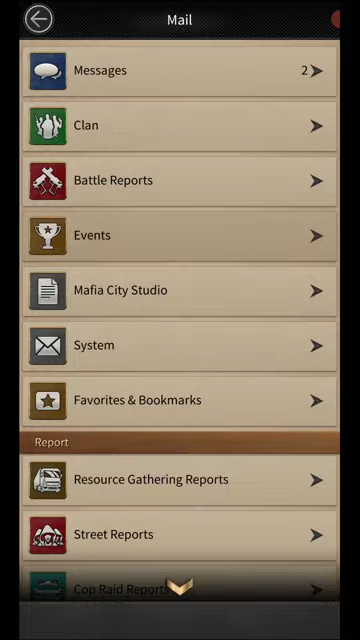 Mail
Messages 2
Clan
Battle Reports
Events
Mafia City Studio
System
Favorites & Bookmarks
Report
Resource Gathering Reports
Street Reports
Cop Raid Reports